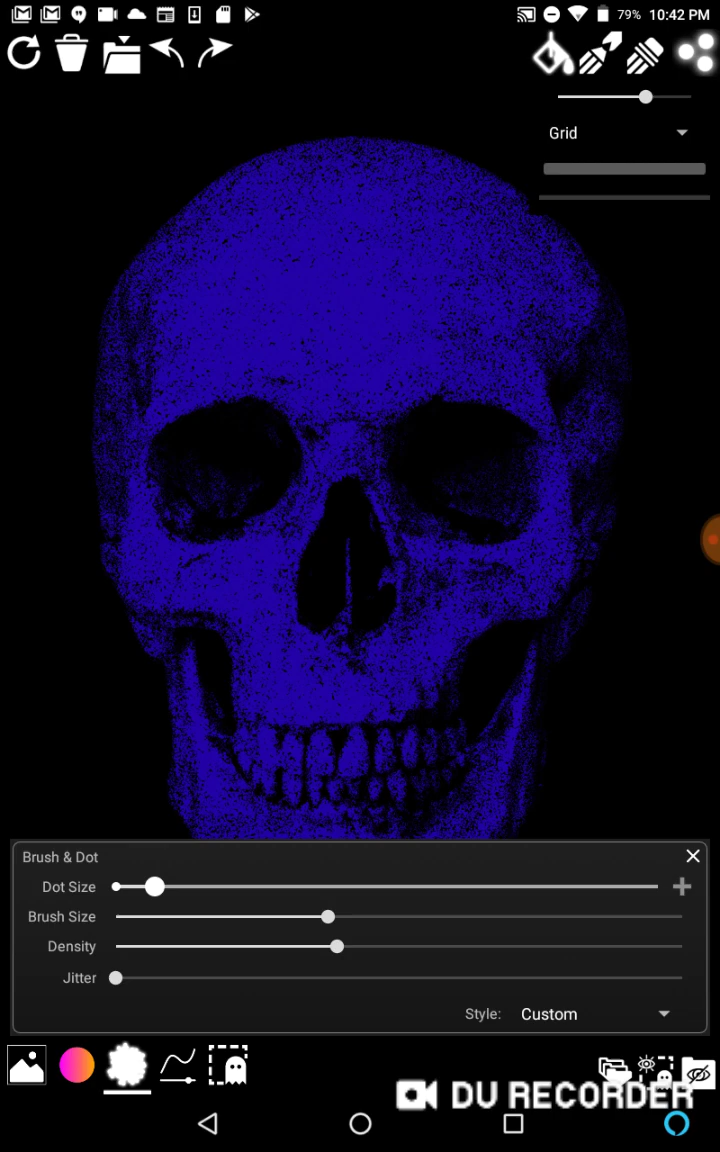 79% 10:42 PM
Grid
Brush & Dot
Dot Size
Brush Size
Density
Jitter
Style: Custom
DU RECORDER